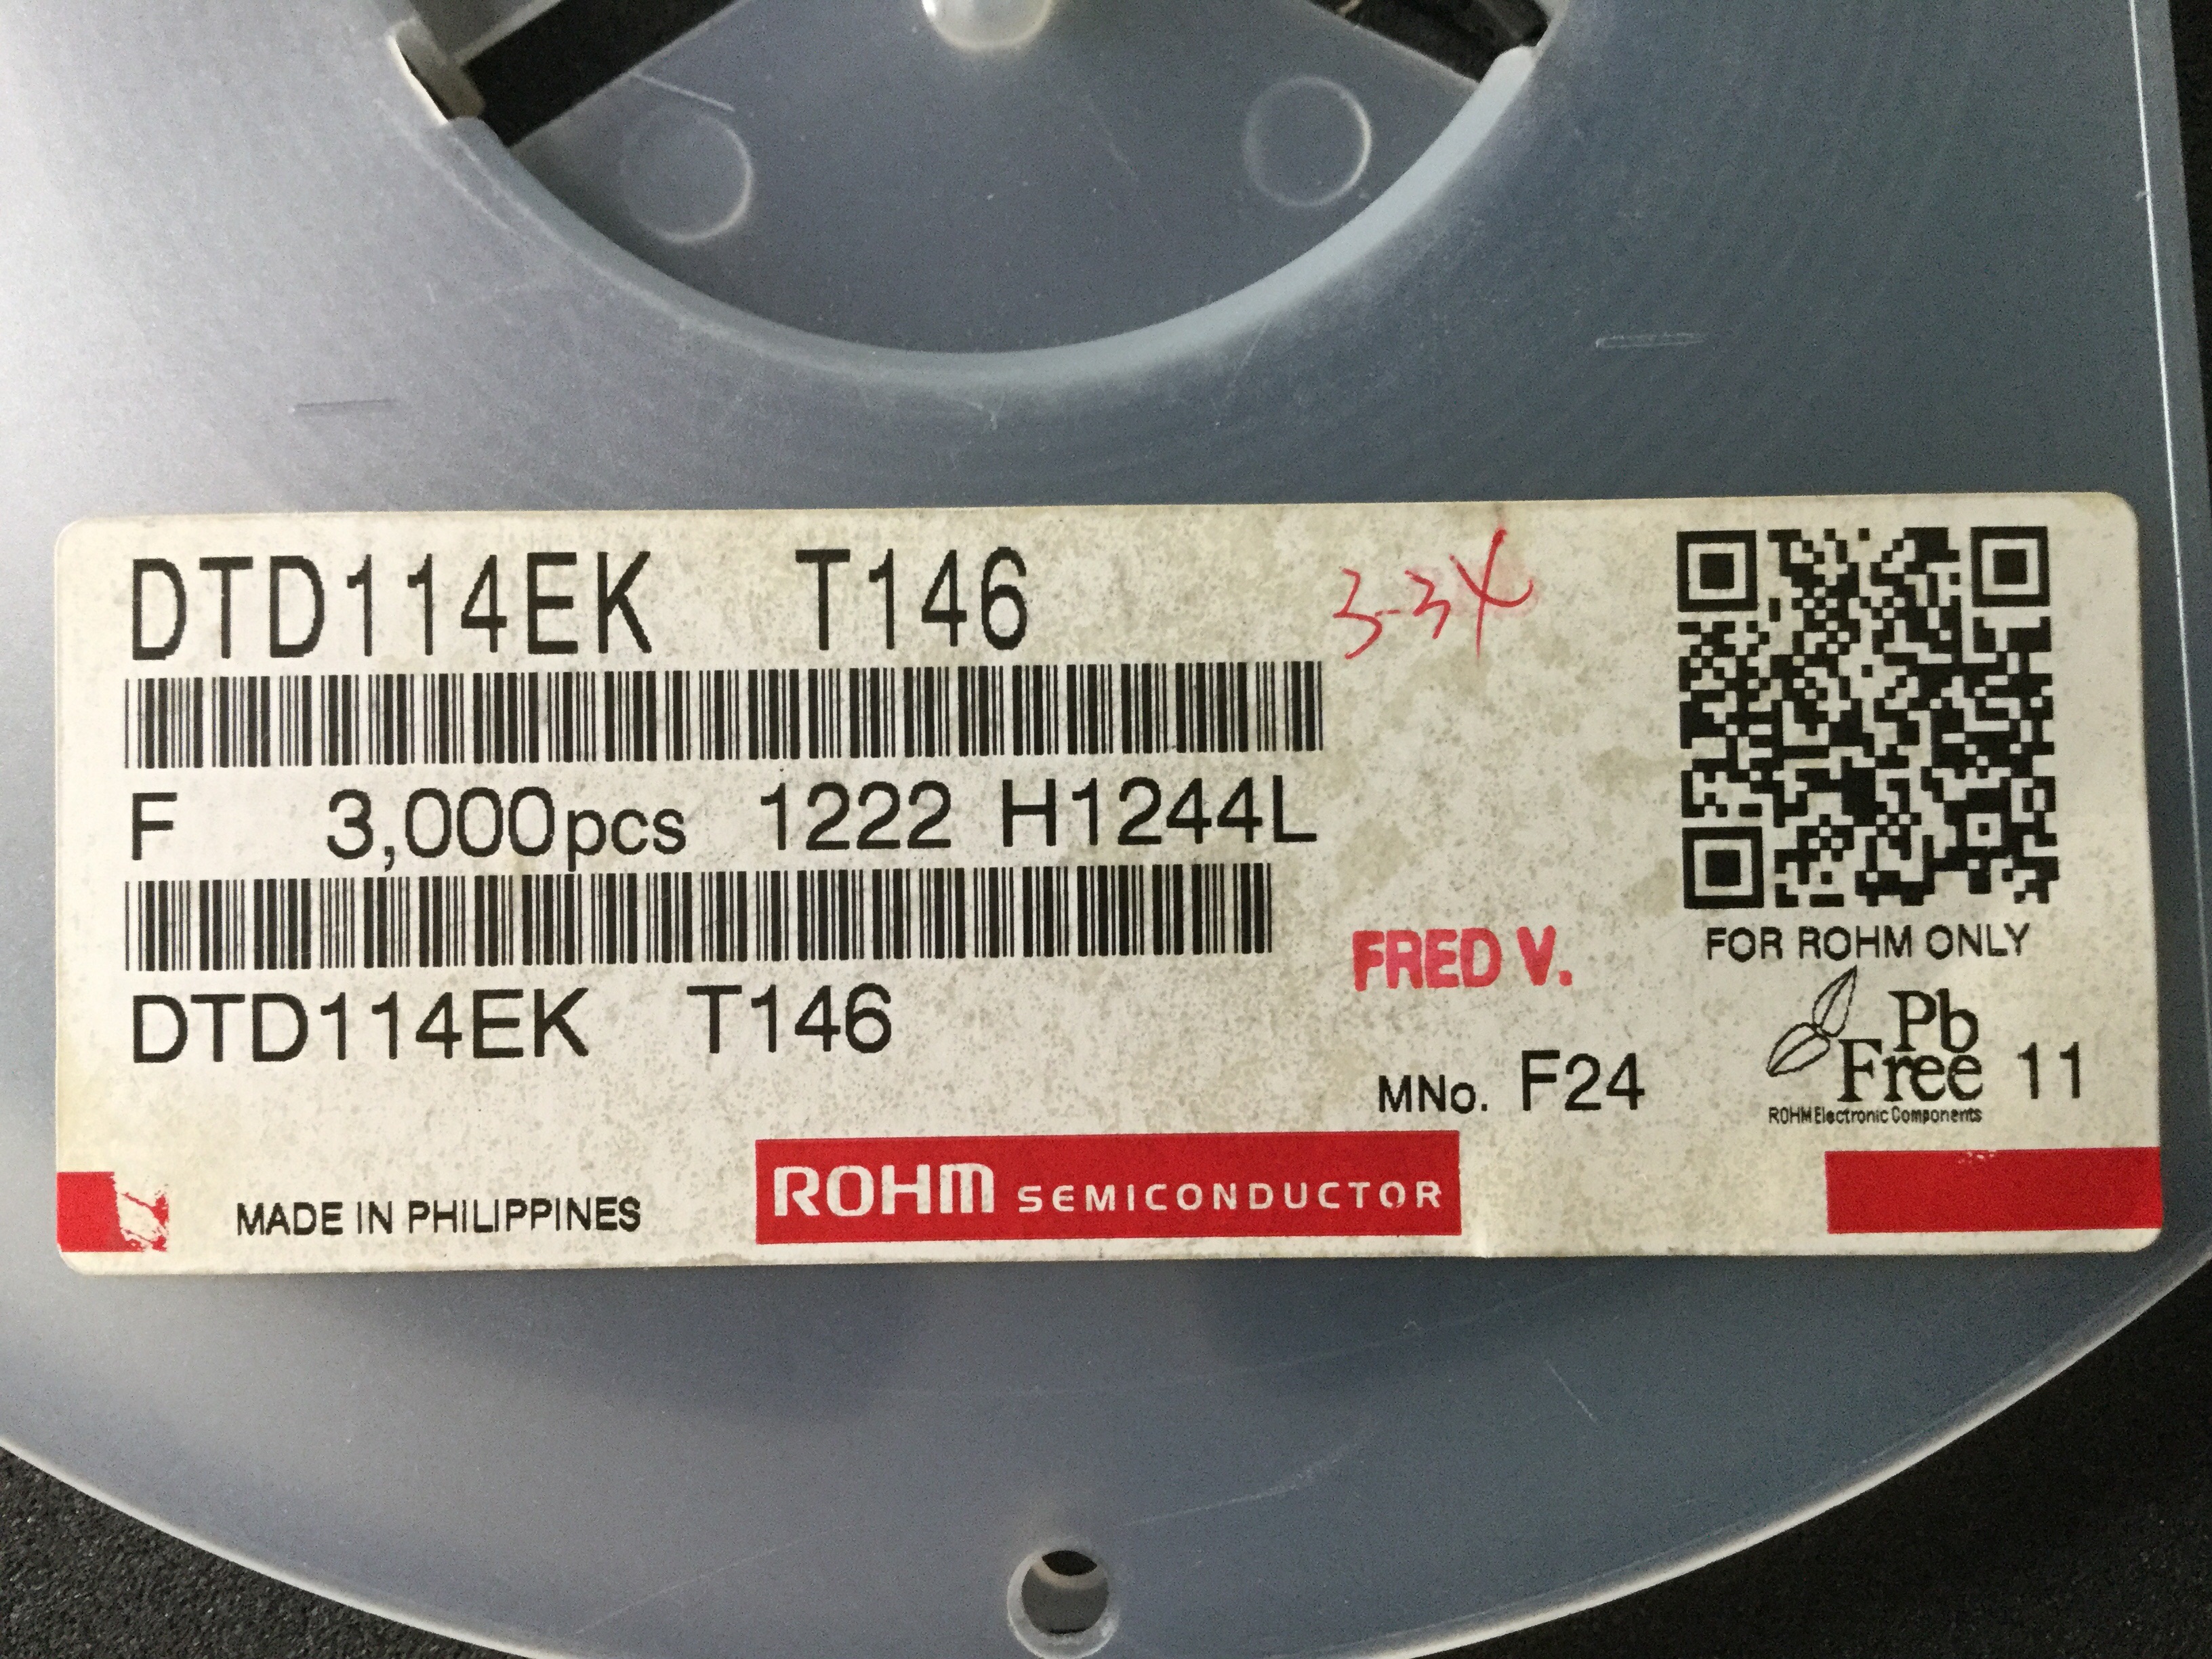 DTD114EK T146
3-3X
F 3,000pcs 1222 H1244L
FRED V.
FOR ROHM ONLY
DTD114EK T146
MNo. F24
Pb
Free 11
ROHM Electronic Components
MADE IN PHILIPPINES
ROHM SEMICONDUCTOR